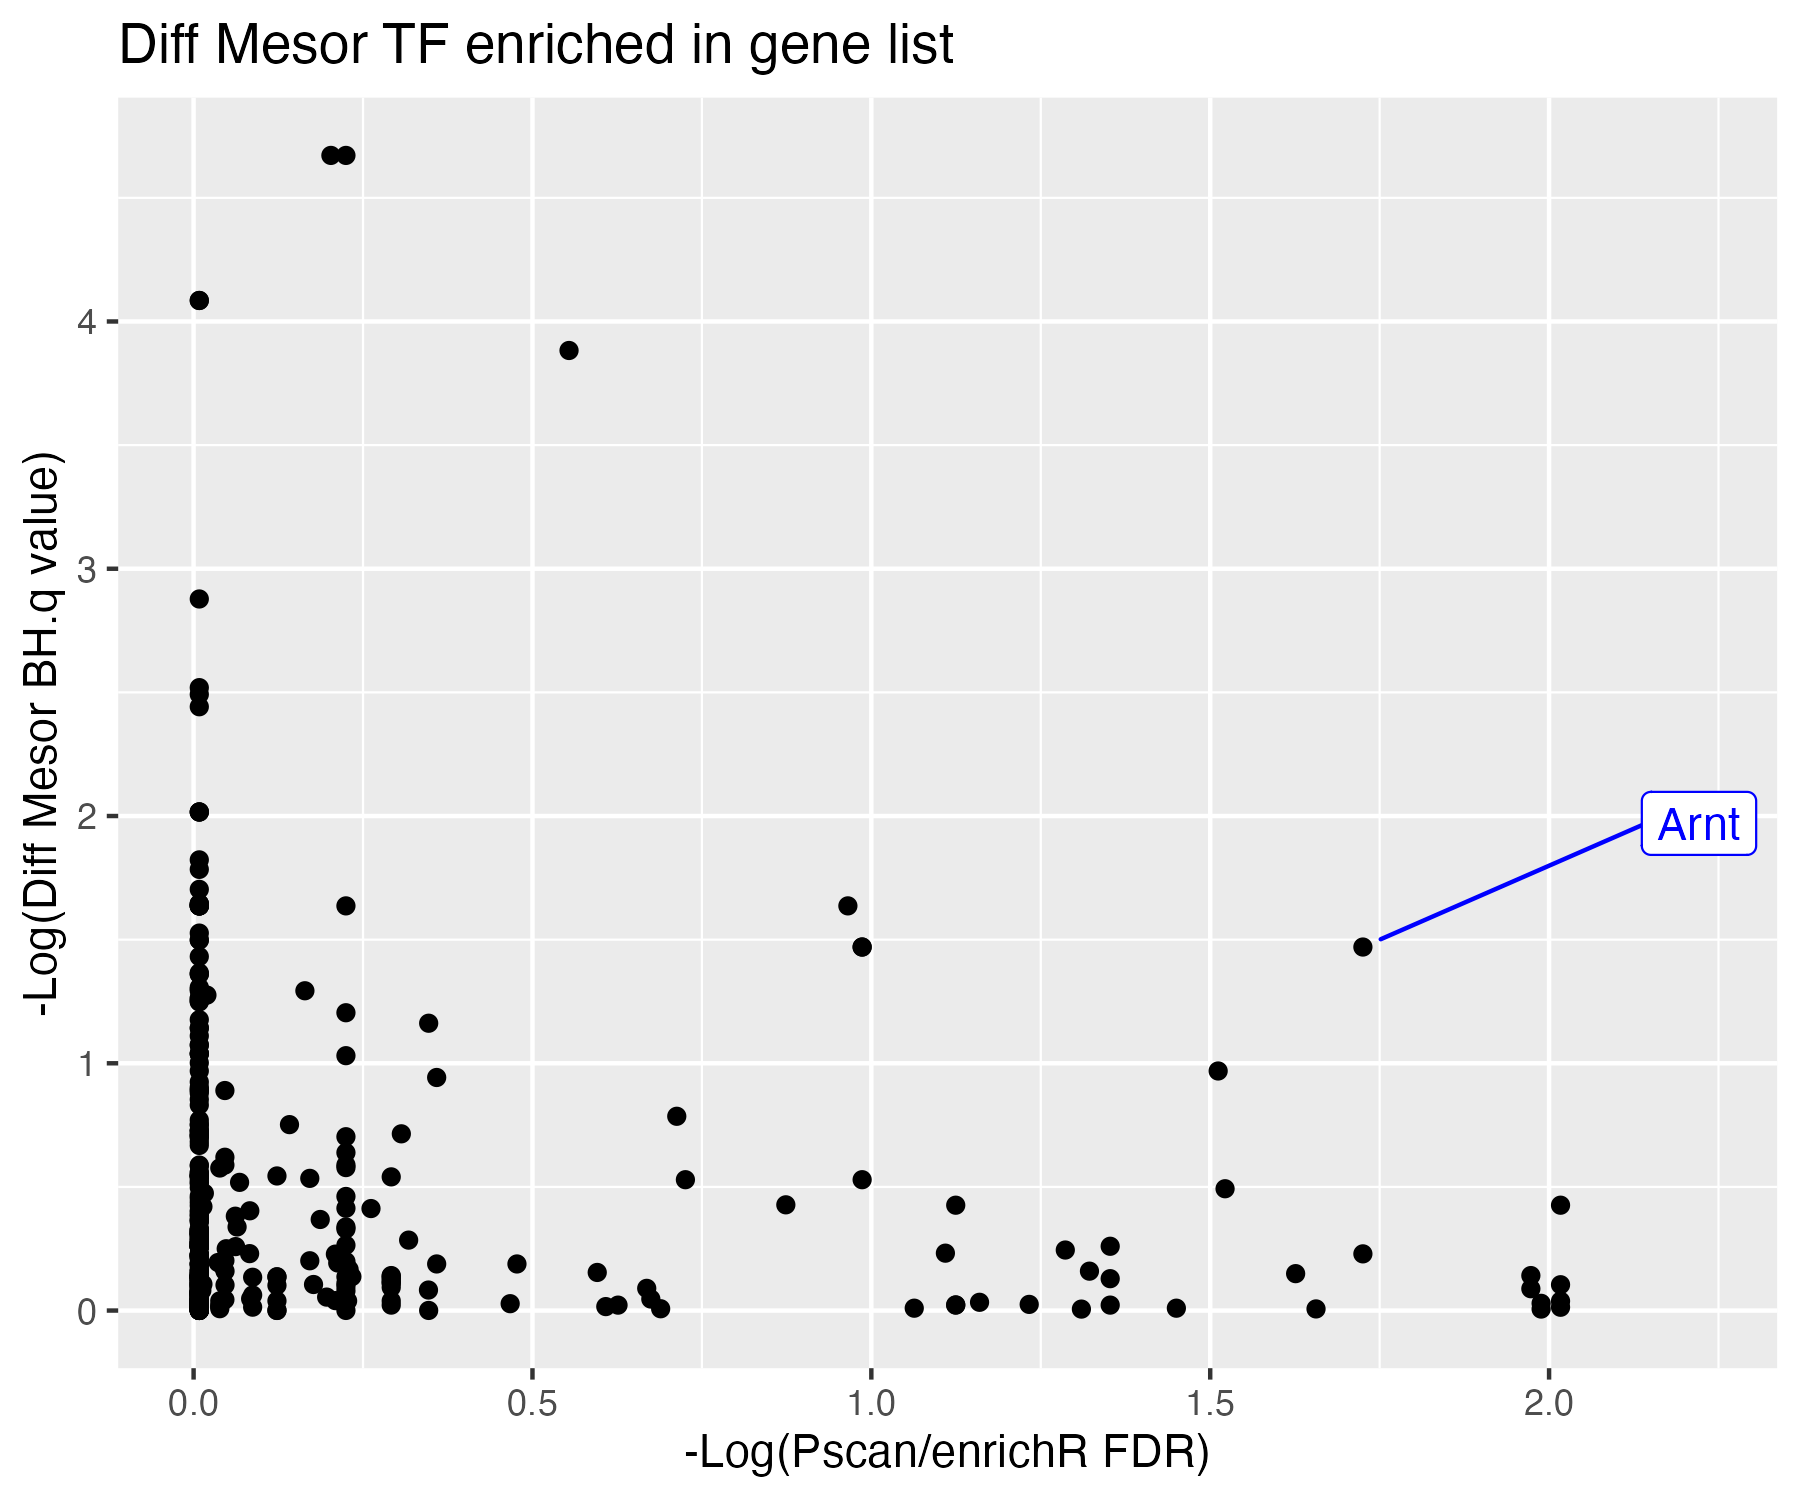 Diff Mesor TF enriched in gene list
-Log(Diff Mesor BH.q value)
4
3
2
1
0
Arnt
0.0 0.5 1.0 1.5 2.0
-Log(Pscan/enrichR FDR)